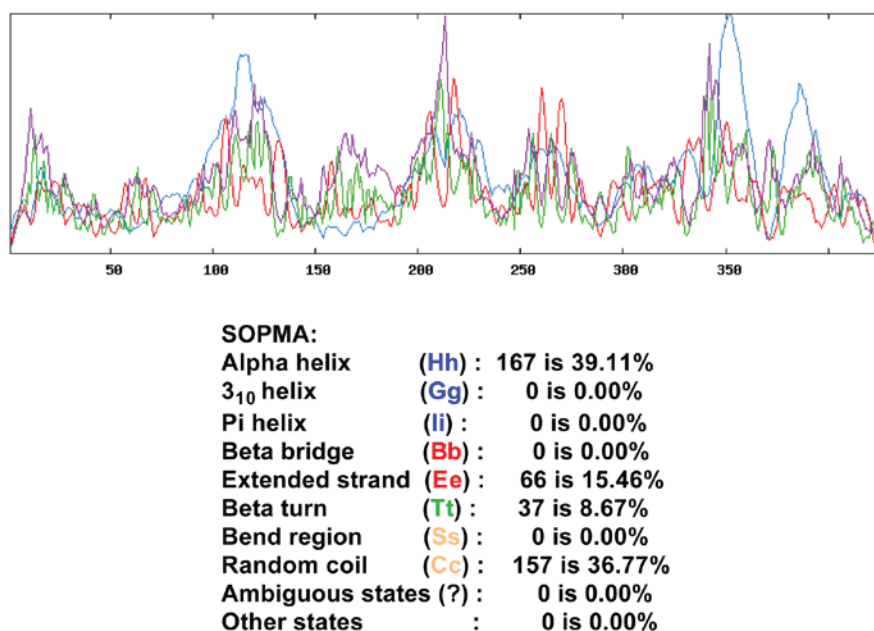 50 100 150 200 250 300 350
SOPMA:
Alpha helix (Hh) : 167 is 39.11%
3₁₀ helix (Gg) : 0 is 0.00%
Pi helix (Ii) : 0 is 0.00%
Beta bridge (Bb) : 0 is 0.00%
Extended strand (Ee) : 66 is 15.46%
Beta turn (Tt) : 37 is 8.67%
Bend region (Ss) : 0 is 0.00%
Random coil (Cc) : 157 is 36.77%
Ambiguous states (?) : 0 is 0.00%
Other states : 0 is 0.00%